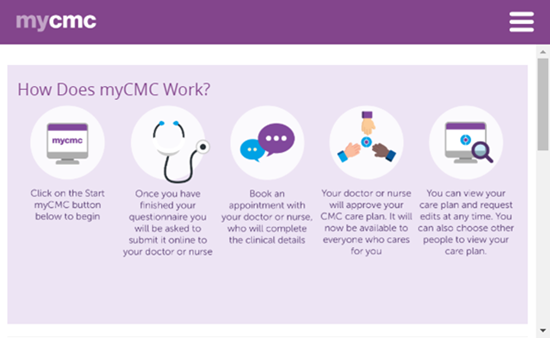 mycmc
How Does myCMC Work?
mycmc
Click on the Start
myCMC button
below to begin
Once you have
finished your
questionnaire you
will be asked to
submit it online to
your doctor or nurse
Book an
appointment with
your doctor or nurse,
who will complete
the clinical details
Your doctor or nurse
will approve your
CMC care plan. It will
now be available to
everyone who cares
for you
You can view your
care plan and request
edits at any time. You
can also choose other
people to view your
care plan.